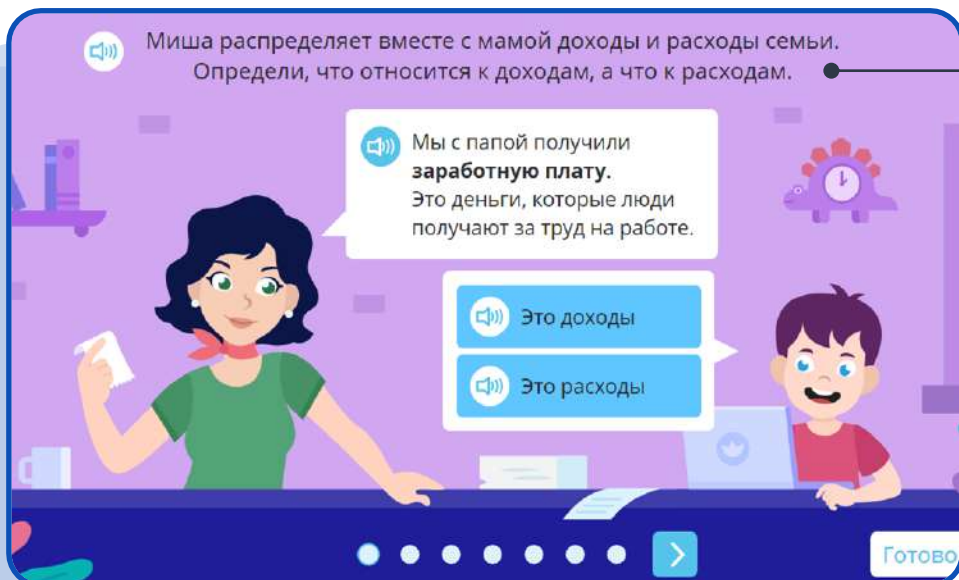 Миша распределяет вместе с мамой доходы и расходы семьи.
Определи, что относится к доходам, а что к расходам.
Мы с папой получили
заработную плату.
Это деньги, которые люди
получают за труд на работе.
Это доходы
Это расходы
Готово